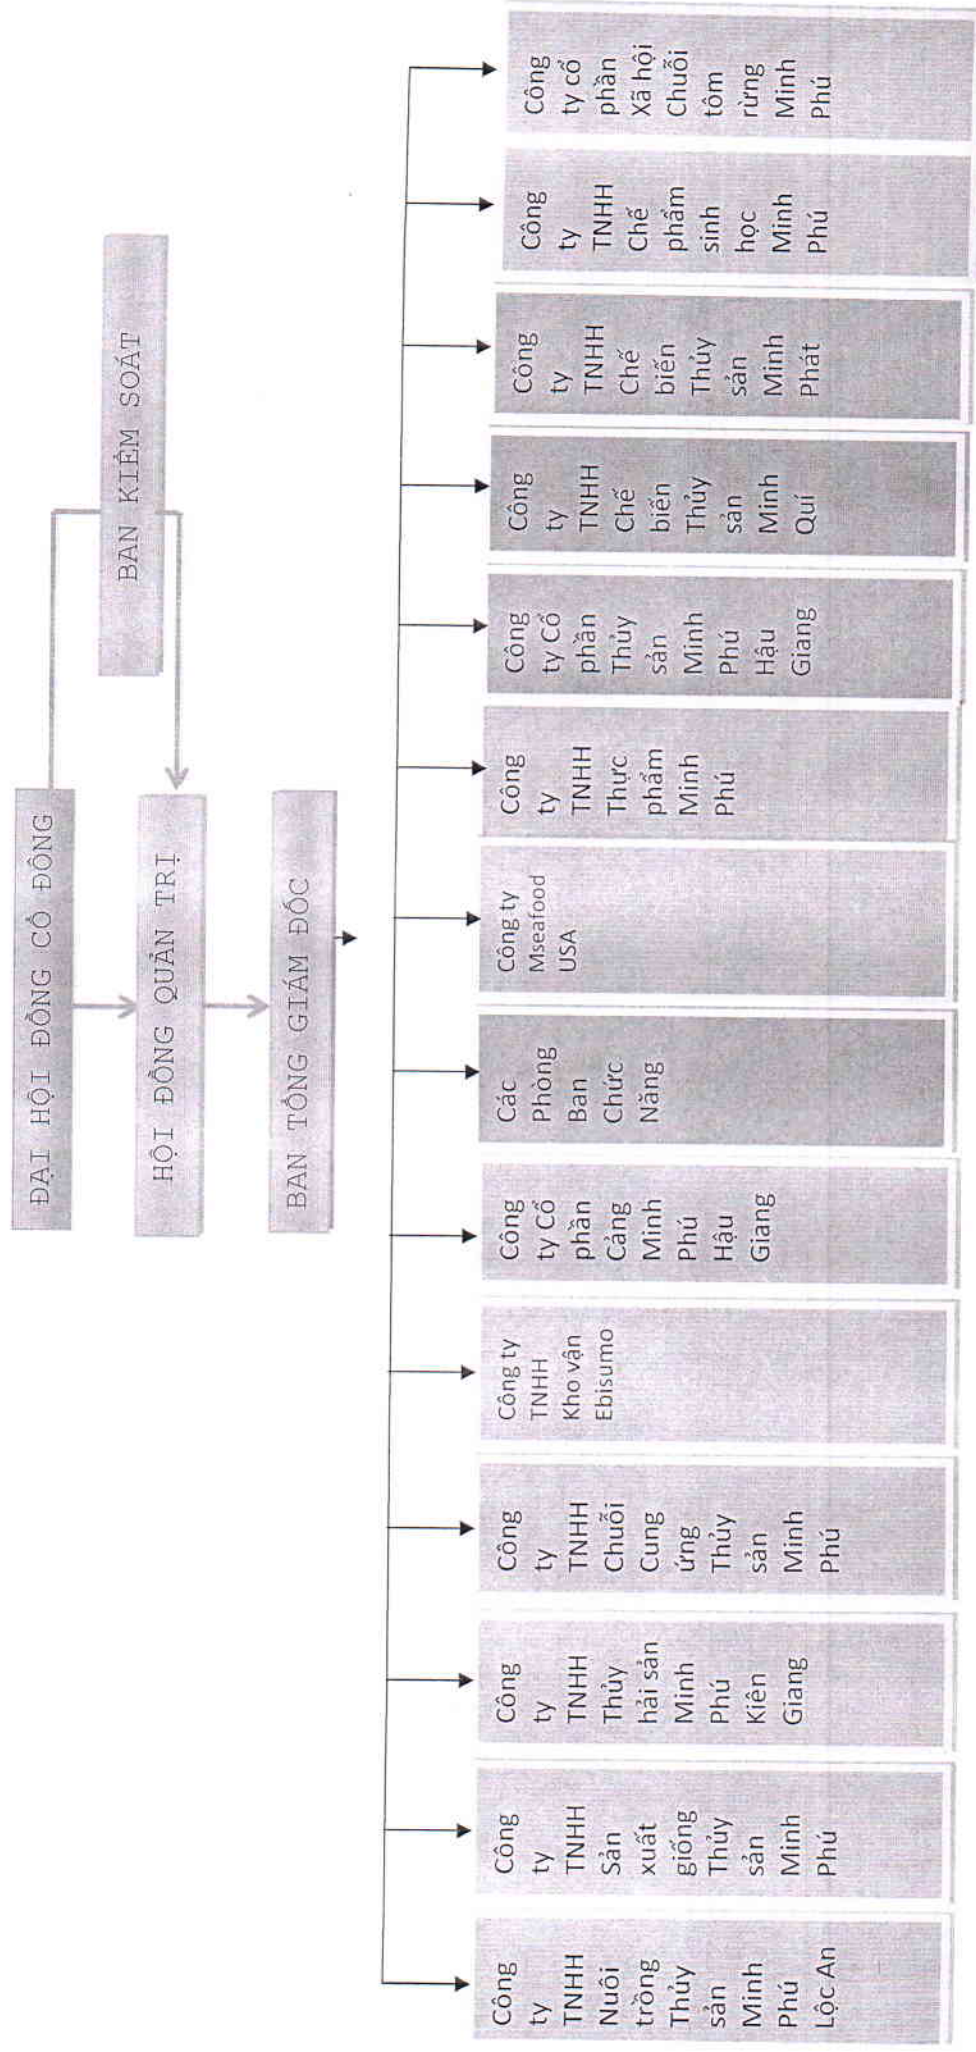 ĐẠI HỘI ĐỒNG CỔ ĐÔNG
BAN KIỂM SOÁT
HỘI ĐỒNG QUẢN TRỊ
BAN TỔNG GIÁM ĐỐC
Công
ty
TNHH
Nuôi
trồng
Thủy
sản
Minh
Phú
Lộc An
Công
ty
TNHH
Sản
xuất
giống
Thủy
sản
Minh
Phú
Công
ty
TNHH
Thủy
hải sản
Minh
Phú
Kiên
Giang
Công
ty
TNHH
Chuỗi
Cung
ứng
Thủy
sản
Minh
Phú
Công ty
TNHH
Kho vận
Ebisumo
Công
ty Cổ
phần
Cảng
Minh
Phú
Hậu
Giang
Các
Phòng
Ban
Chức
Năng
Công ty
Mseafood
USA
Công
ty
TNHH
Thực
phẩm
Minh
Phú
Công
ty Cổ
phần
Thủy
sản
Minh
Phú
Hậu
Giang
Công
ty
TNHH
Chế
biến
Thủy
sản
Minh
Quí
Công
ty
TNHH
Chế
biến
Thủy
sản
Minh
Phát
Công
ty
TNHH
Chế
phẩm
sinh
học
Minh
Phú
Công
ty cổ
phần
Xã hội
Chuỗi
tôm
rừng
Minh
Phú